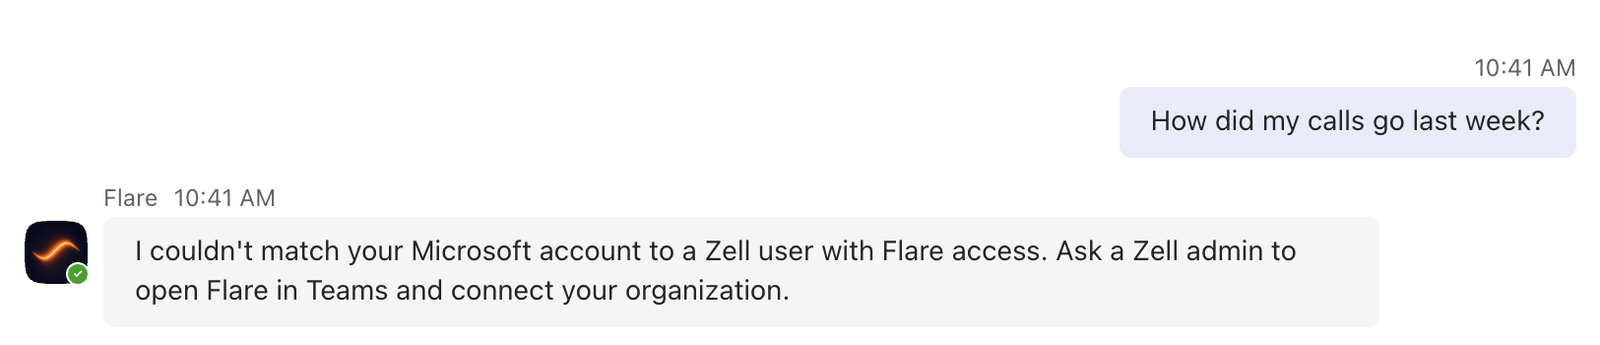 10:41 AM
How did my calls go last week?
Flare 10:41 AM
I couldn't match your Microsoft account to a Zell user with Flare access. Ask a Zell admin to
open Flare in Teams and connect your organization.